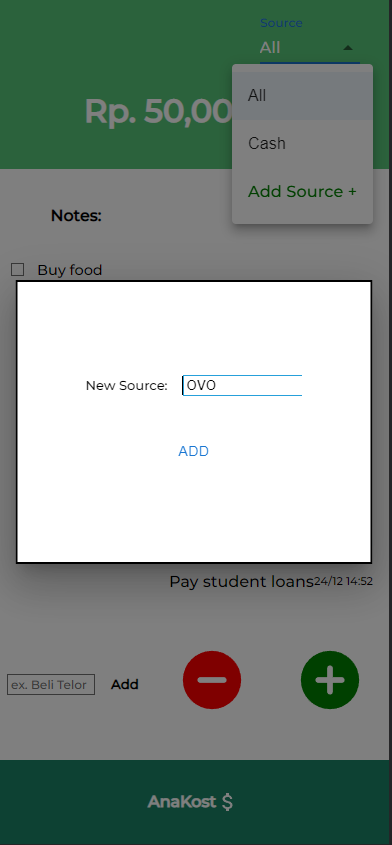 Source
All
Rp. 50,00
All
Cash
Add Source +
Notes:
Buy food
New Source:
OVO
ADD
Pay student loans 24/12 14:52
ex. Beli Telor
Add
AnaKost $